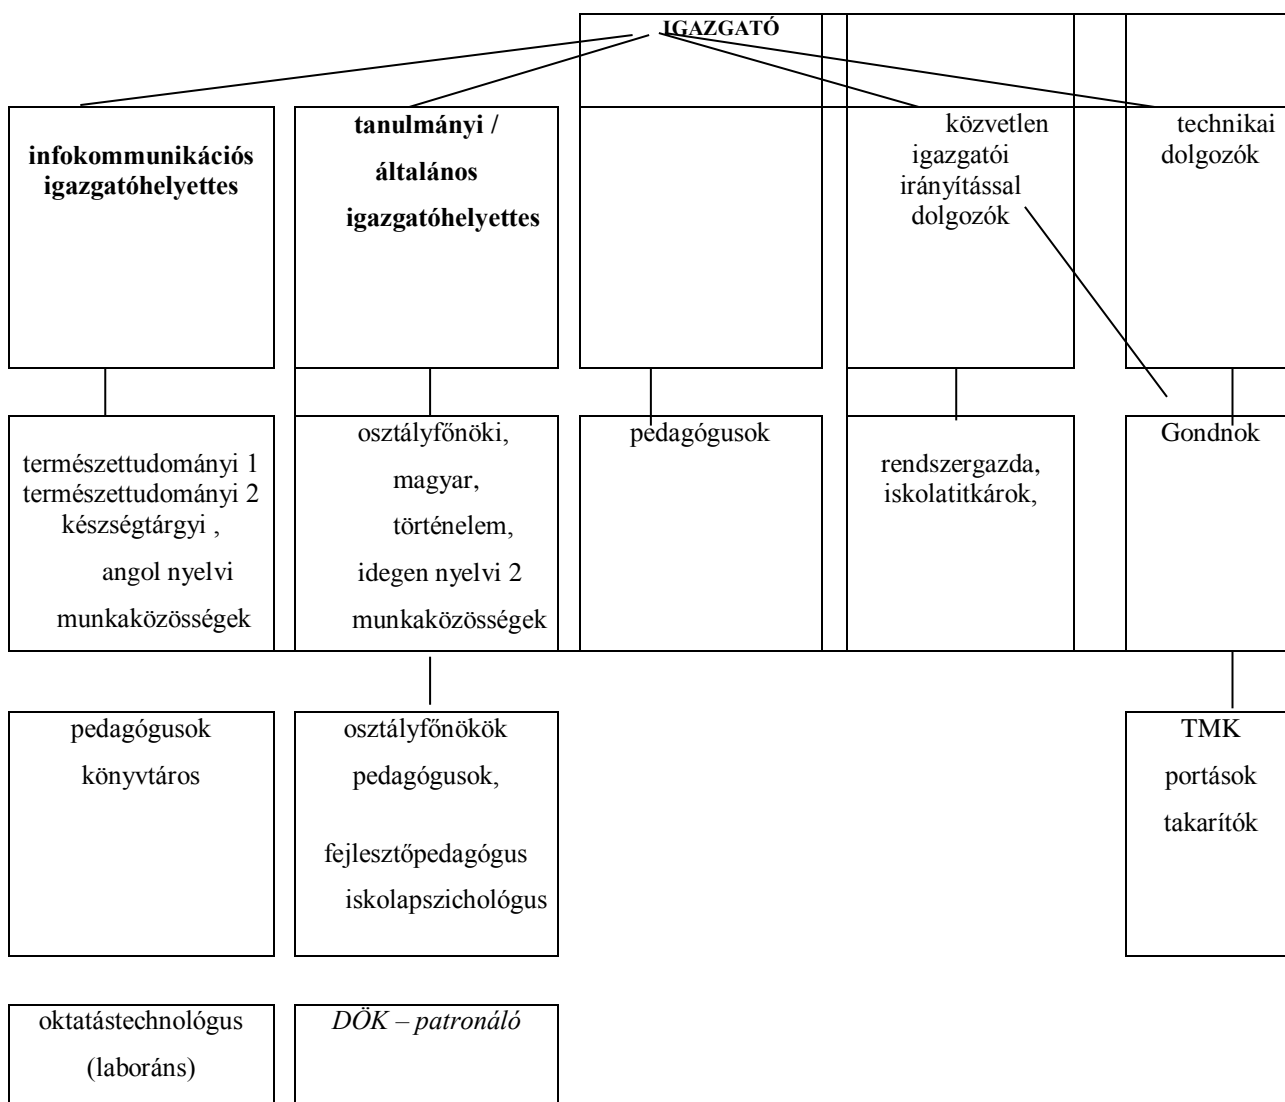 IGAZGATÓ
infokommunikációs
igazgatóhelyettes
tanulmányi /
általános
igazgatóhelyettes
közvetlen
igazgatói
irányítással
dolgozók
technikai
dolgozók
természettudományi 1
természettudományi 2
készségtárgyi ,
angol nyelvi
munkaközösségek
osztályfőnöki,
magyar,
történelem,
idegen nyelvi 2
munkaközösségek
pedagógusok
rendszergazda,
iskolatitkárok,
Gondnok
pedagógusok
könyvtáros
osztályfőnökök
pedagógusok,
fejlesztőpedagógus
iskolapszichológus
TMK
portások
takarítók
oktatástechnológus
(laboráns)
DÖK – patronáló